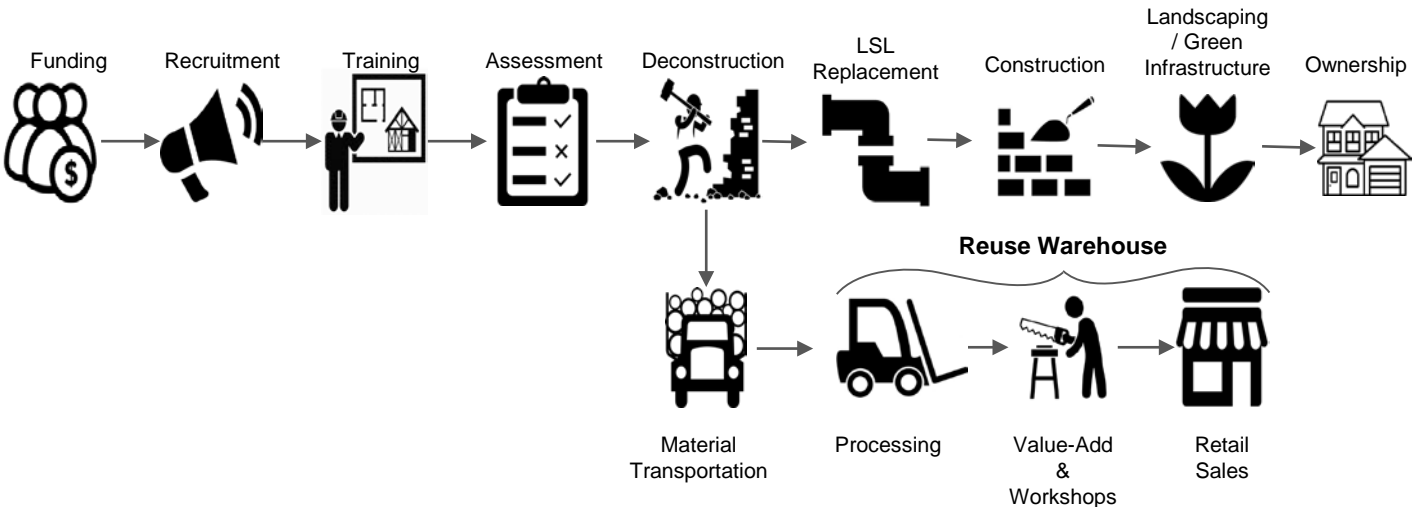 Funding
Recruitment
Training
Assessment
Deconstruction
LSL
Replacement
Construction
Landscaping
/ Green
Infrastructure
Ownership
$
Reuse Warehouse
Material
Transportation
Processing
Value-Add
&
Workshops
Retail
Sales